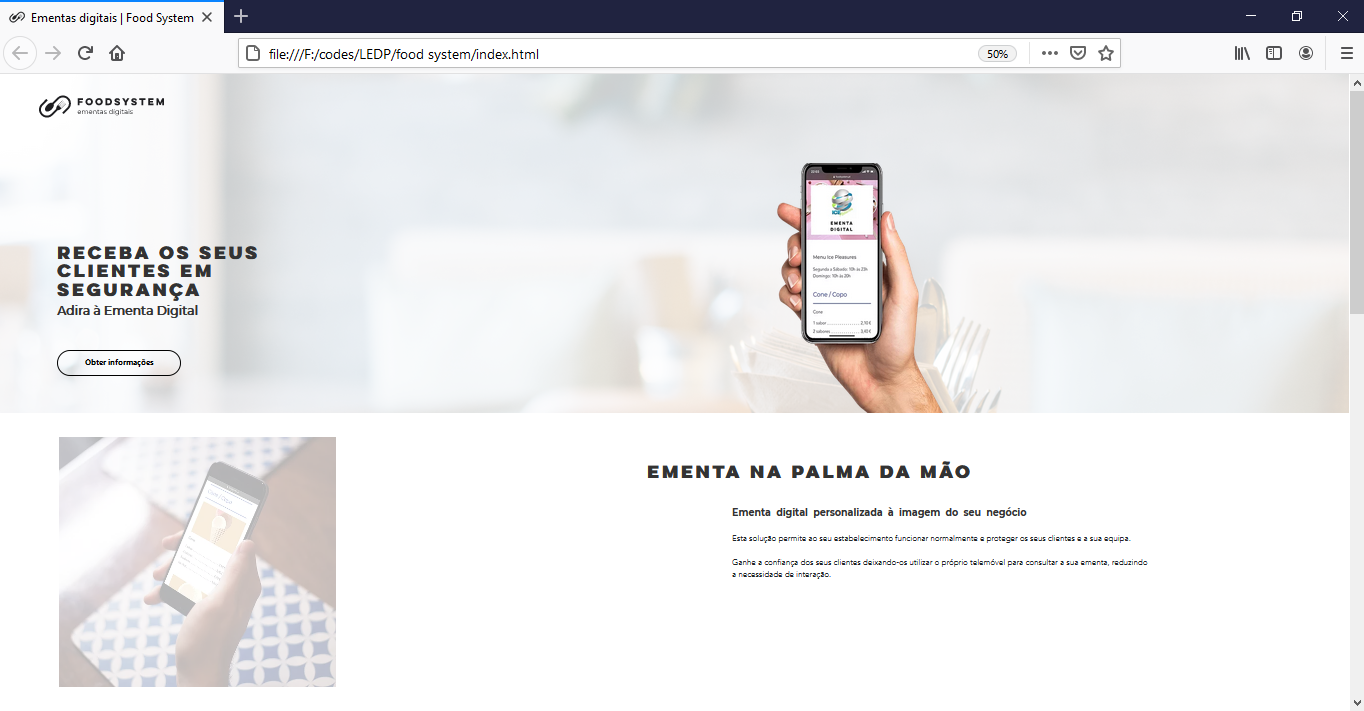 Ementas digitais | Food System
file:///F:/codes/LEDP/food system/index.html
50%
FOODSYSTEM
ementas digitais
ICE
EMENTA
DIGITAL
Menu Ice Pleasures
Segunda a Sábado: 10h às 23h
Domingo: 10h às 20h
Cone / Copo
Cone
1 sabor
2 sabores
RECEBA OS SEUS
CLIENTES EM
SEGURANÇA
Adira à Ementa Digital
Obter informações
EMENTA NA PALMA DA MÃO
Ementa digital personalizada à imagem do seu negócio
Esta solução permite ao seu estabelecimento funcionar normalmente e proteger os seus clientes e a sua equipa.
Ganhe a confiança dos seus clientes deixando-os utilizar o próprio telemóvel para consultar a sua ementa, reduzindo
a necessidade de interação.